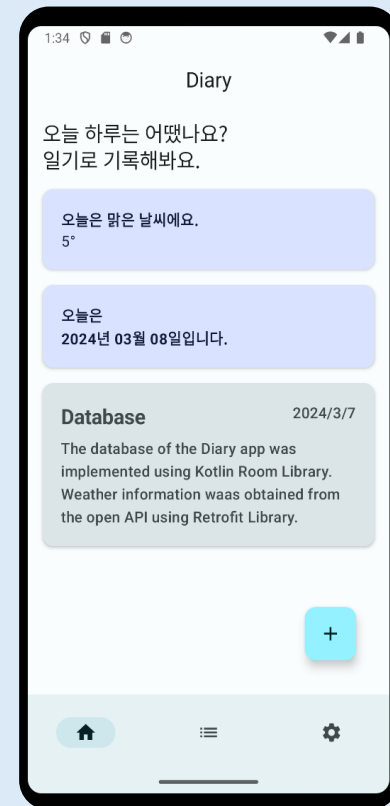 1:34
Diary
오늘 하루는 어땠나요?
일기로 기록해봐요.
오늘은 맑은 날씨에요.
5°
오늘은
2024년 03월 08일입니다.
Database 2024/3/7
The database of the Diary app was
implemented using Kotlin Room Library.
Weather information waas obtained from
the open API using Retrofit Library.
+